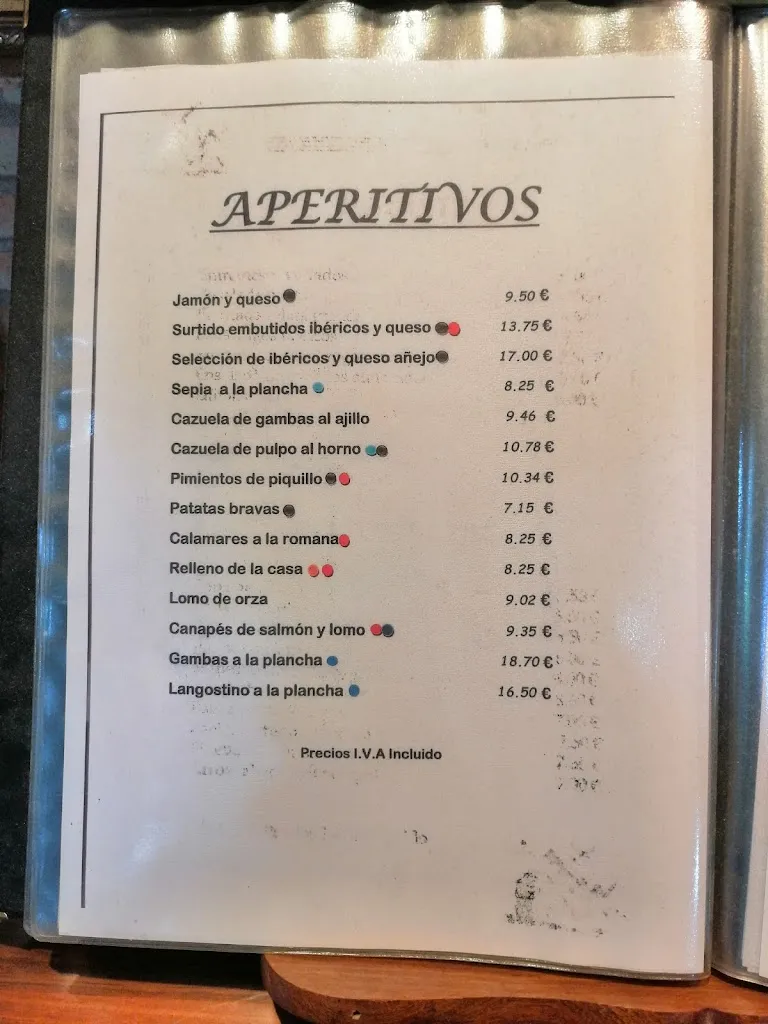 APERITIVOS
Jamón y queso 9.50 €
Surtido embutidos ibéricos y queso 13.75 €
Selección de ibéricos y queso añejo 17.00 €
Sepia a la plancha 8.25 €
Cazuela de gambas al ajillo 9.46 €
Cazuela de pulpo al horno 10.78 €
Pimientos de piquillo 10.34 €
Patatas bravas 7.15 €
Calamares a la romana 8.25 €
Relleno de la casa 8.25 €
Lomo de orza 9.02 €
Canapés de salmón y lomo 9.35 €
Gambas a la plancha 18.70 €
Langostino a la plancha 16.50 €
Precios I.V.A Incluido